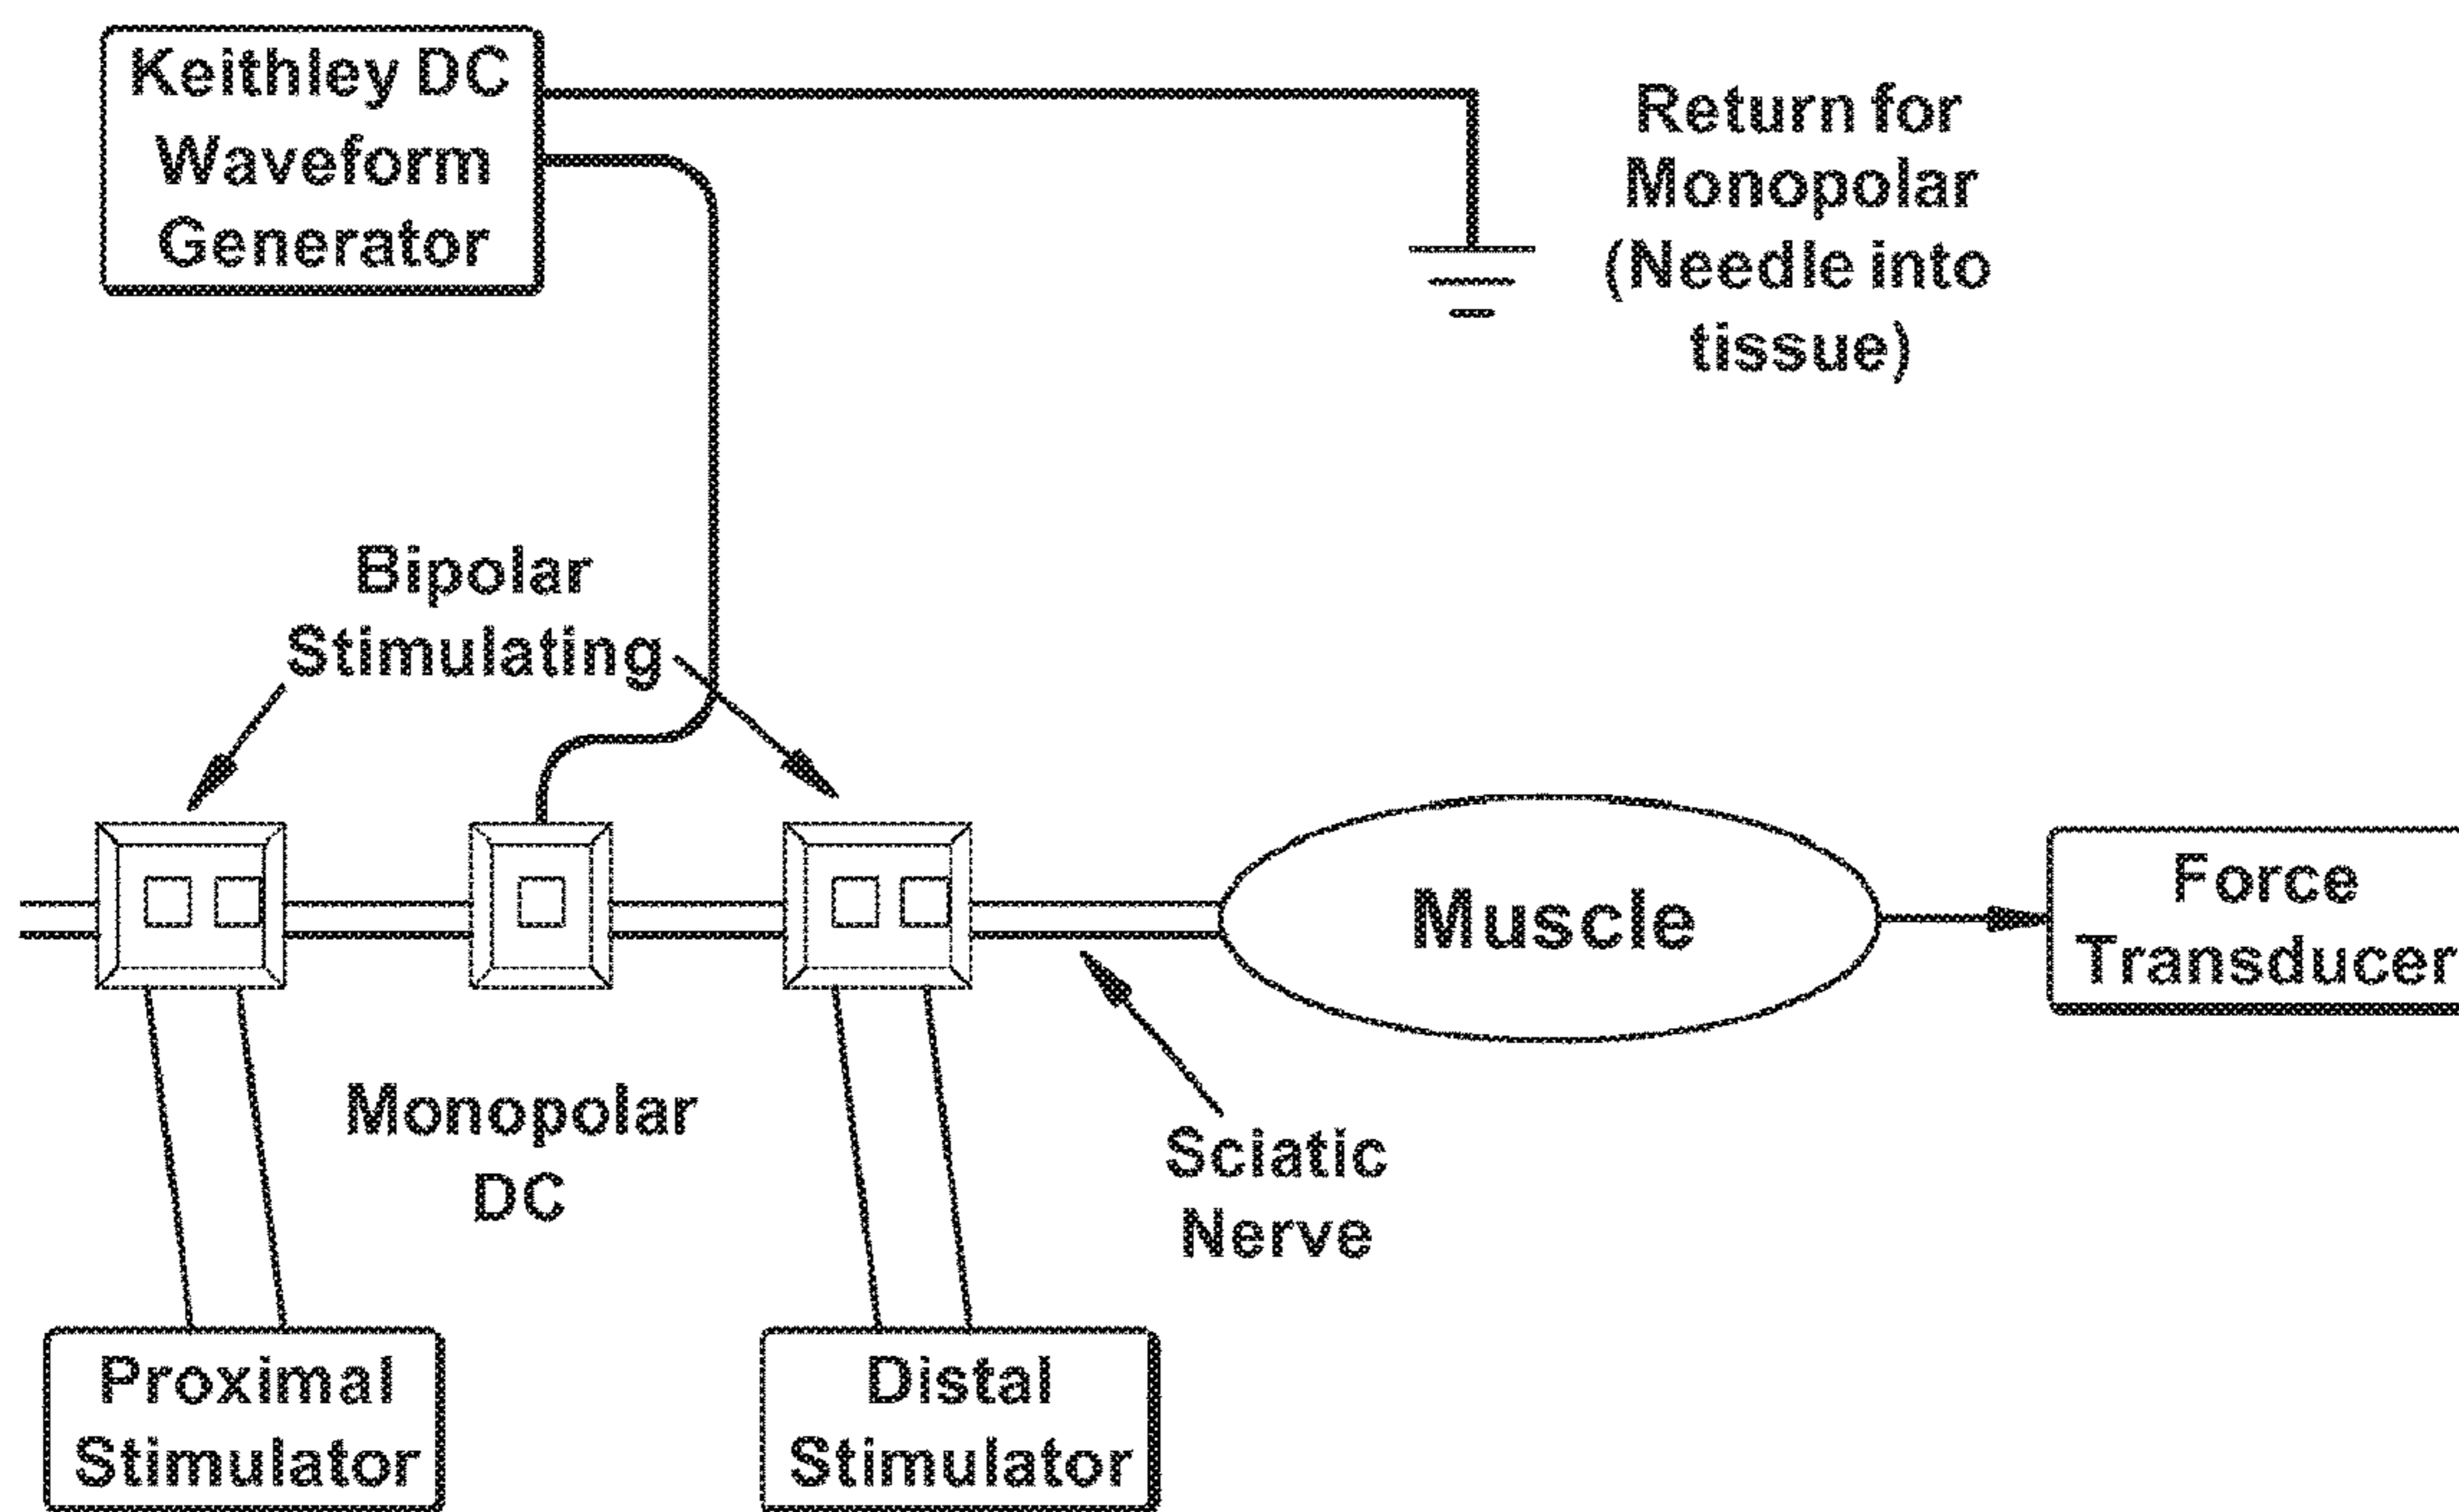 Keithley DC
Waveform
Generator
Return for
Monopolar
(Needle into
tissue)
Bipolar
Stimulating
Muscle
Force
Transducer
Monopolar
DC
Sciatic
Nerve
Proximal
Stimulator
Distal
Stimulator